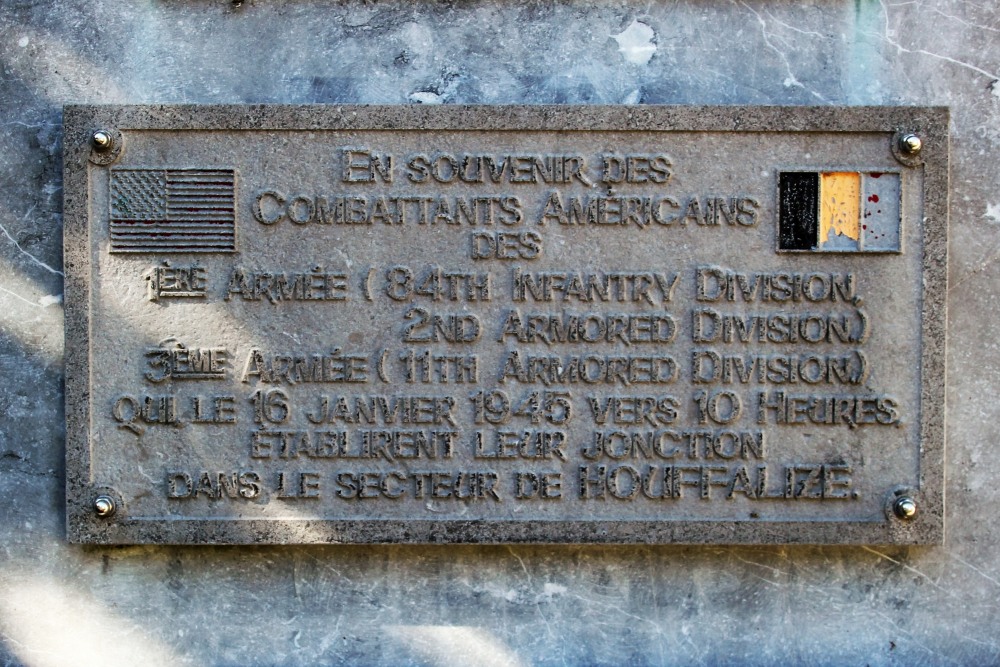 En souvenir des
Combattants Américains
des
1ère Armée (84th Infantry Division,
2nd Armored Division.)
3ème Armée (11th Armored Division.)
qui, le 16 janvier 1945 vers 10 Heures,
établirent leur jonction
dans le secteur de HOUFFALIZE.